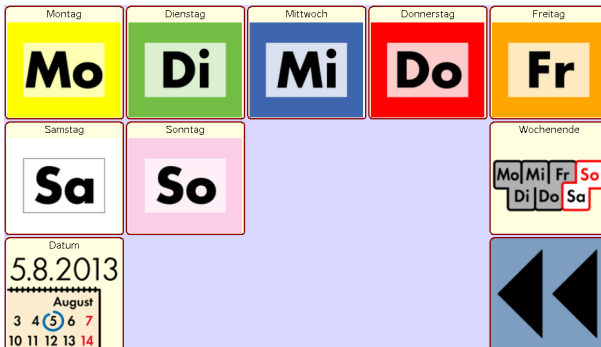 Montag
Mo
Dienstag
Di
Mittwoch
Mi
Donnerstag
Do
Freitag
Fr
Samstag
Sa
Sonntag
So
Wochenende
Mo Mi Fr So
Di Do Sa
Datum
5.8.2013
August
3 4 5 6 7
10 11 12 13 14